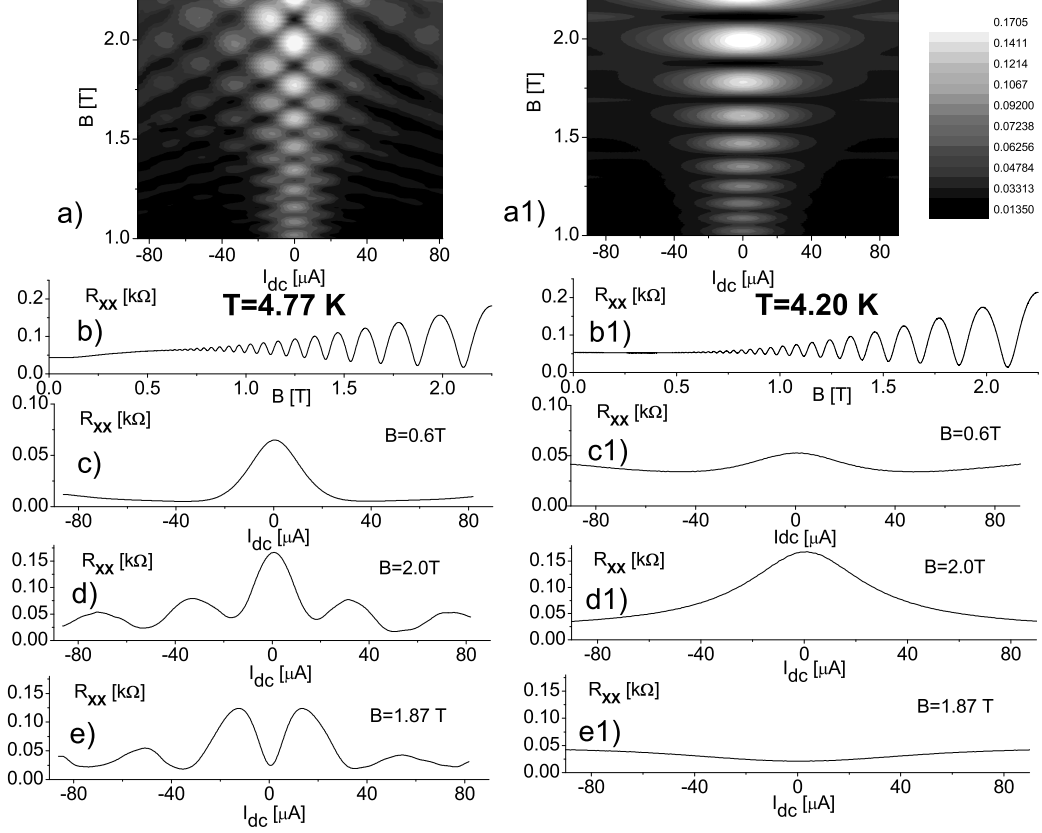 2.0
1.5
1.0
B [T]
a)
-80 -40 0 40 80
I_dc [µA]
2.0
1.5
1.0
B [T]
a1)
-80 -40 0 40 80
I_dc [µA]
0.1705
0.1411
0.1214
0.1067
0.09200
0.07238
0.06256
0.04784
0.03313
0.01350
R_XX [kΩ]
T=4.77 K
b)
0.2
0.1
0.0
0.0 0.5 1.0 1.5 2.0
B [T]
R_XX [kΩ]
T=4.20 K
b1)
0.2
0.1
0.0
0.0 0.5 1.0 1.5 2.0
B [T]
0.10
0.05
0.00
R_XX [kΩ]
B=0.6T
c)
-80 -40 0 40 80
I_dc [µA]
0.10
0.05
0.00
R_XX [kΩ]
B=0.6T
c1)
-80 -40 0 40 80
Idc [µA]
0.15
0.10
0.05
0.00
R_XX [kΩ]
B=2.0T
d)
-80 -40 0 40 80
I_dc [µA]
0.15
0.10
0.05
0.00
R_XX [kΩ]
B=2.0T
d1)
-80 -40 0 40 80
I_dc [µA]
0.15
0.10
0.05
0.00
R_XX [kΩ]
B=1.87 T
e)
-80 -40 0 40 80
I_dc [µA]
0.15
0.10
0.05
0.00
R_XX [kΩ]
B=1.87 T
e1)
-80 -40 0 40 80
I_dc [µA]